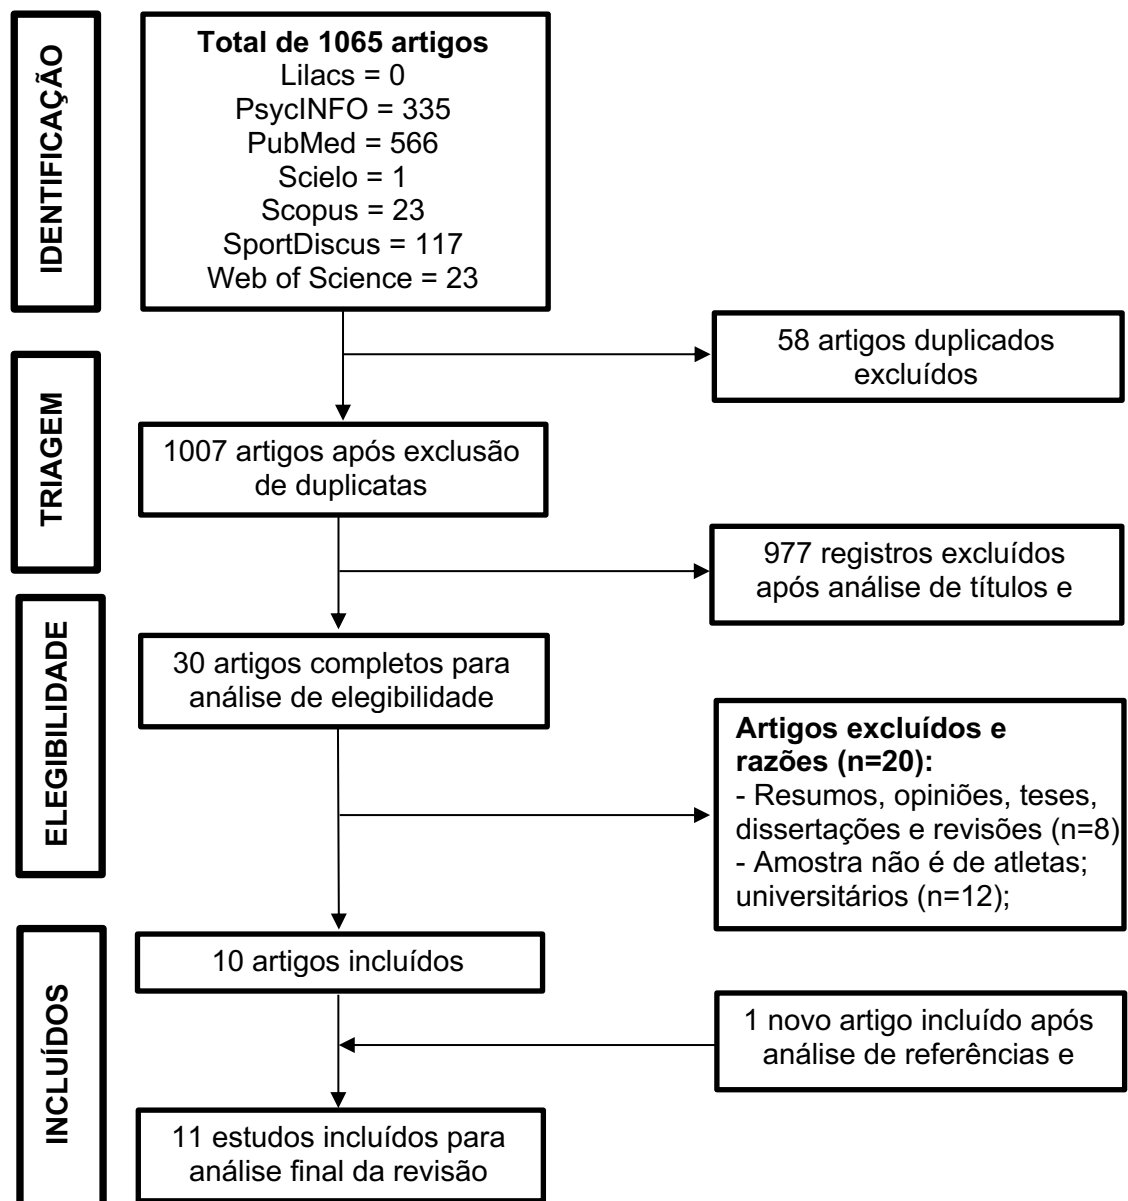 IDENTIFICAÇÃO
Total de 1065 artigos
Lilacs = 0
PsycINFO = 335
PubMed = 566
Scielo = 1
Scopus = 23
SportDiscus = 117
Web of Science = 23
58 artigos duplicados
excluídos
TRIAGEM
1007 artigos após exclusão
de duplicatas
977 registros excluídos
após análise de títulos e
ELEGIBILIDADE
30 artigos completos para
análise de elegibilidade
Artigos excluídos e
razões (n=20):
- Resumos, opiniões, teses,
dissertações e revisões (n=8)
- Amostra não é de atletas;
universitários (n=12);
INCLUÍDOS
10 artigos incluídos
1 novo artigo incluído após
análise de referências e
11 estudos incluídos para
análise final da revisão